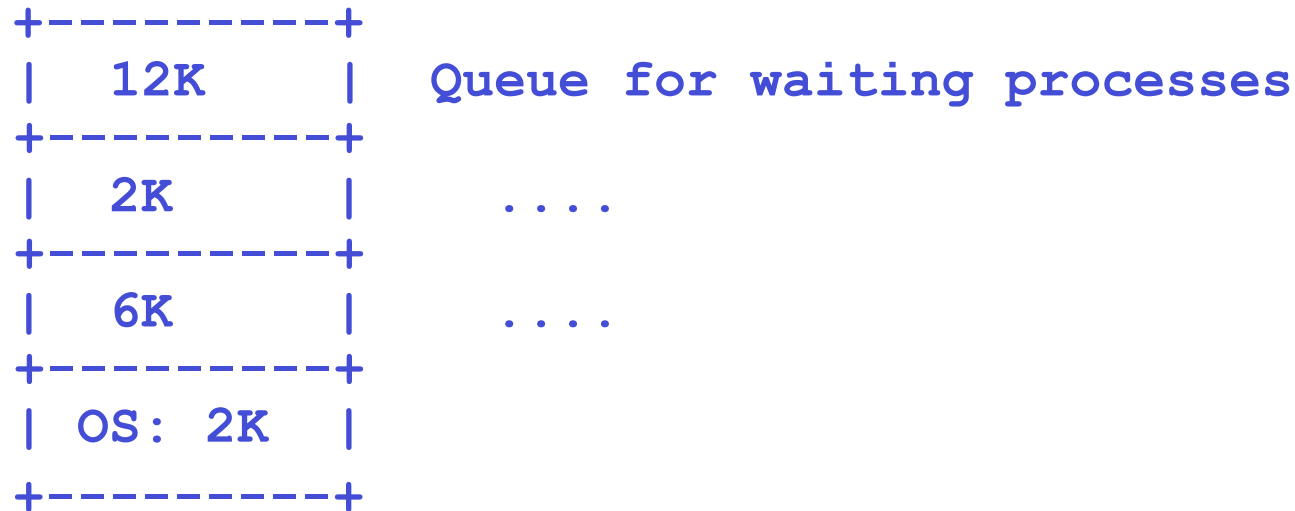 +---------+
|  12K    |  Queue for waiting processes
+---------+
|  2K     |    ....
+---------+
|  6K     |    ....
+---------+
| OS: 2K  |
+---------+